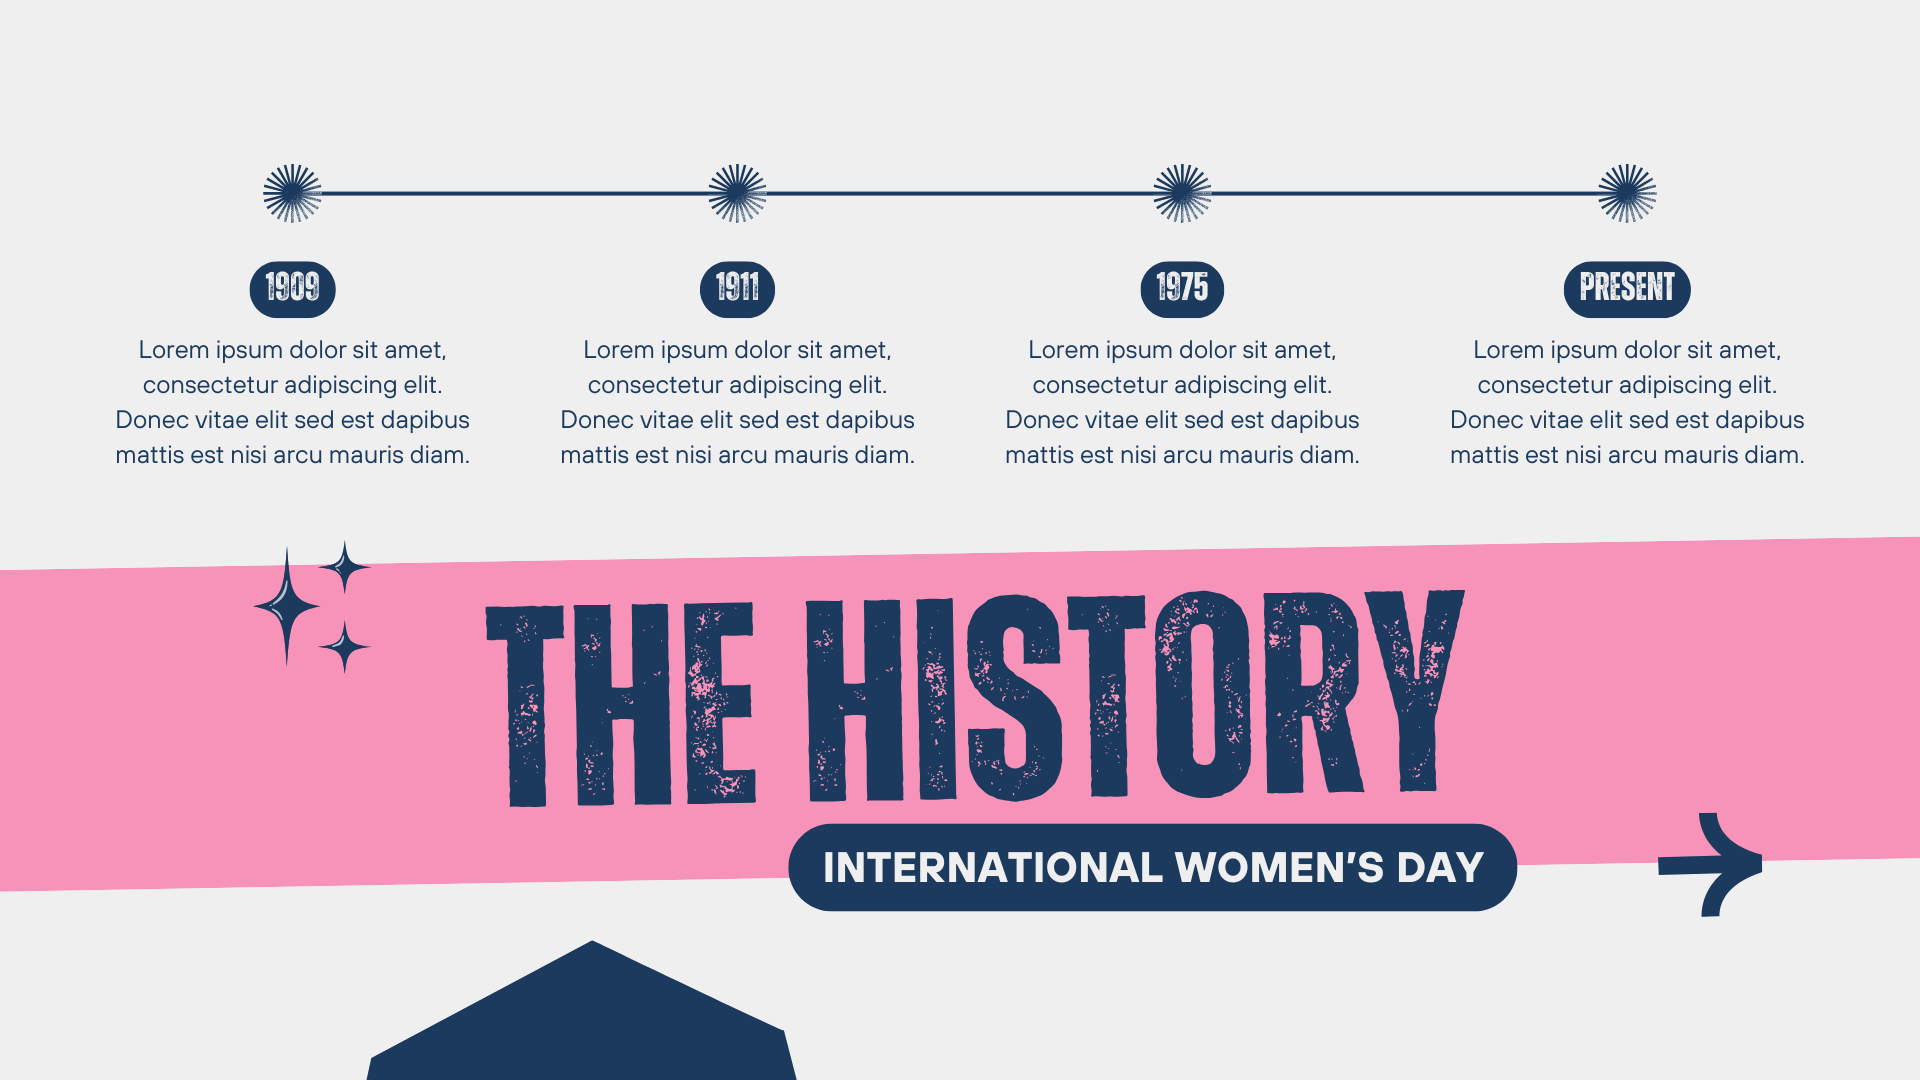 1909
Lorem ipsum dolor sit amet,
consectetur adipiscing elit.
Donec vitae elit sed est dapibus
mattis est nisi arcu mauris diam.
1911
Lorem ipsum dolor sit amet,
consectetur adipiscing elit.
Donec vitae elit sed est dapibus
mattis est nisi arcu mauris diam.
1975
Lorem ipsum dolor sit amet,
consectetur adipiscing elit.
Donec vitae elit sed est dapibus
mattis est nisi arcu mauris diam.
PRESENT
Lorem ipsum dolor sit amet,
consectetur adipiscing elit.
Donec vitae elit sed est dapibus
mattis est nisi arcu mauris diam.
THE HISTORY
INTERNATIONAL WOMEN'S DAY